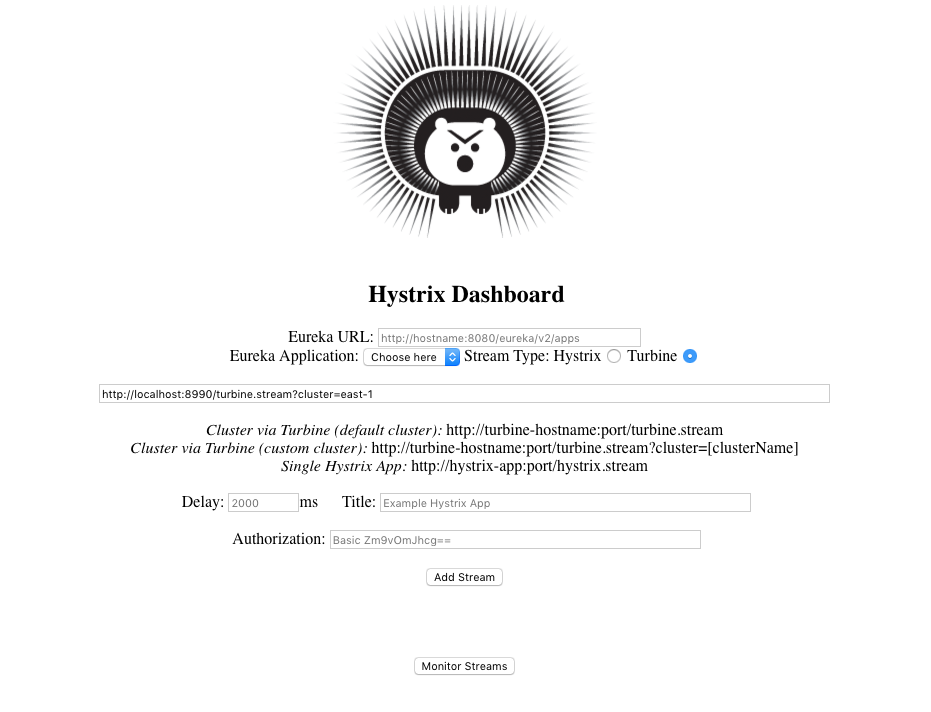 Hystrix Dashboard
Eureka URL: http://hostname:8080/eureka/v2/apps
Eureka Application: Choose here Stream Type: Hystrix Turbine
http://localhost:8990/turbine.stream?cluster=east-1
Cluster via Turbine (default cluster): http://turbine-hostname:port/turbine.stream
Cluster via Turbine (custom cluster): http://turbine-hostname:port/turbine.stream?cluster=[clusterName]
Single Hystrix App: http://hystrix-app:port/hystrix.stream
Delay: 2000 ms Title: Example Hystrix App
Authorization: Basic Zm9vOmJhcg==
Add Stream
Monitor Streams